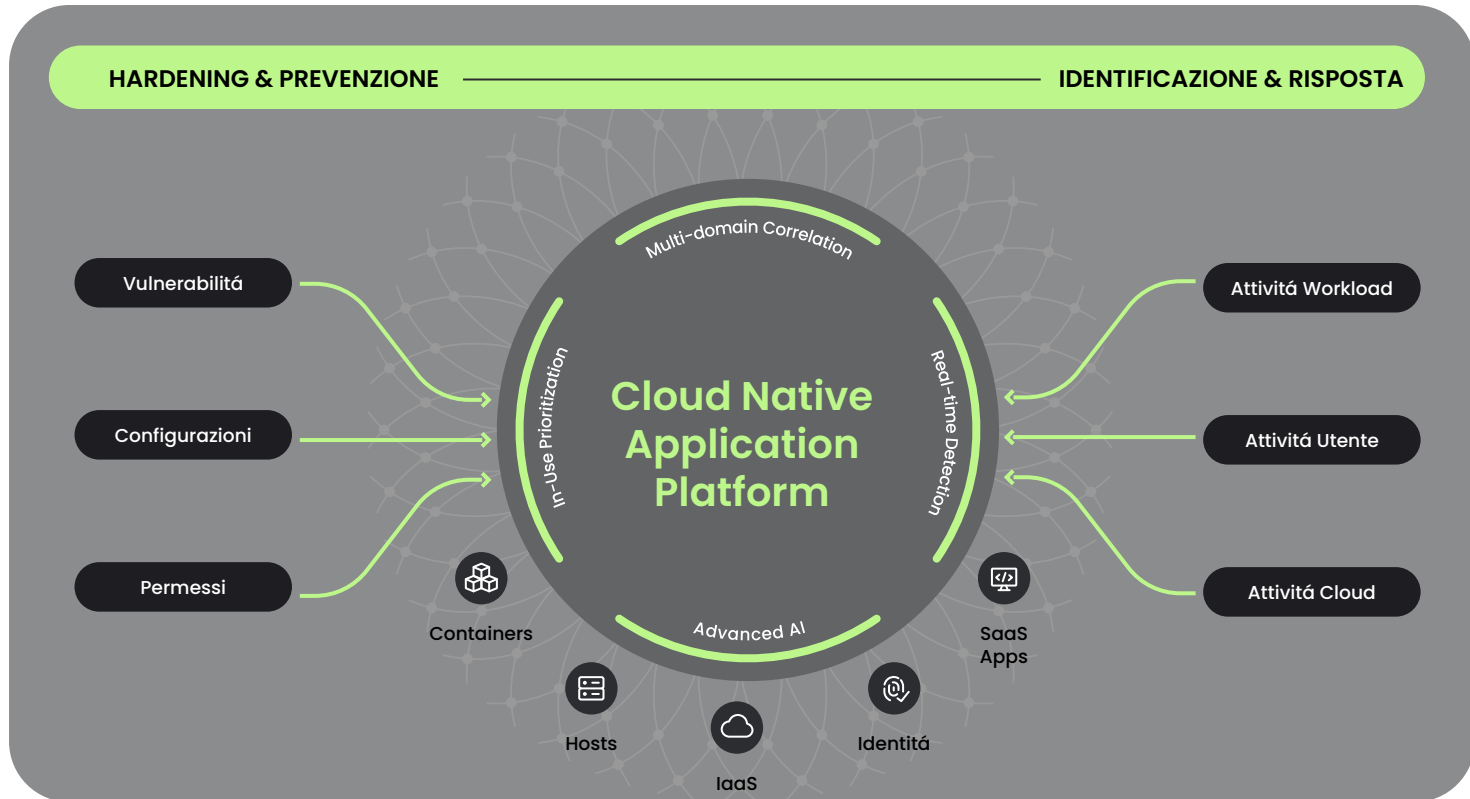 HARDENING & PREVENZIONE
IDENTIFICAZIONE & RISPOSTA
Multi-domain Correlation
Vulnerabilitá
Configurazioni
Permessi
In-Use Prioritization
Cloud Native
Application
Platform
Real-time Detection
Attivitá Workload
Attivitá Utente
Attivitá Cloud
Advanced AI
Containers
Hosts
IaaS
Identitá
SaaS
Apps